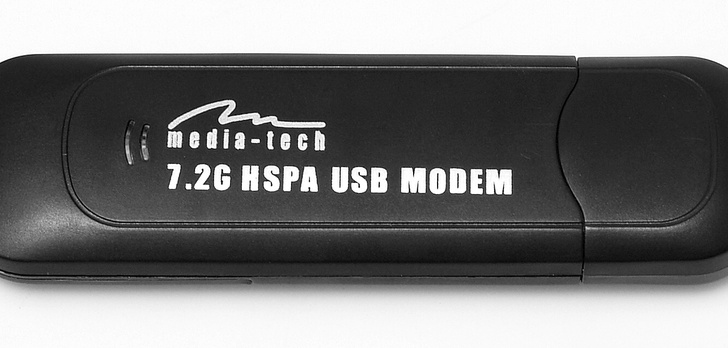 media-tech
7.2G HSPA USB MODEM